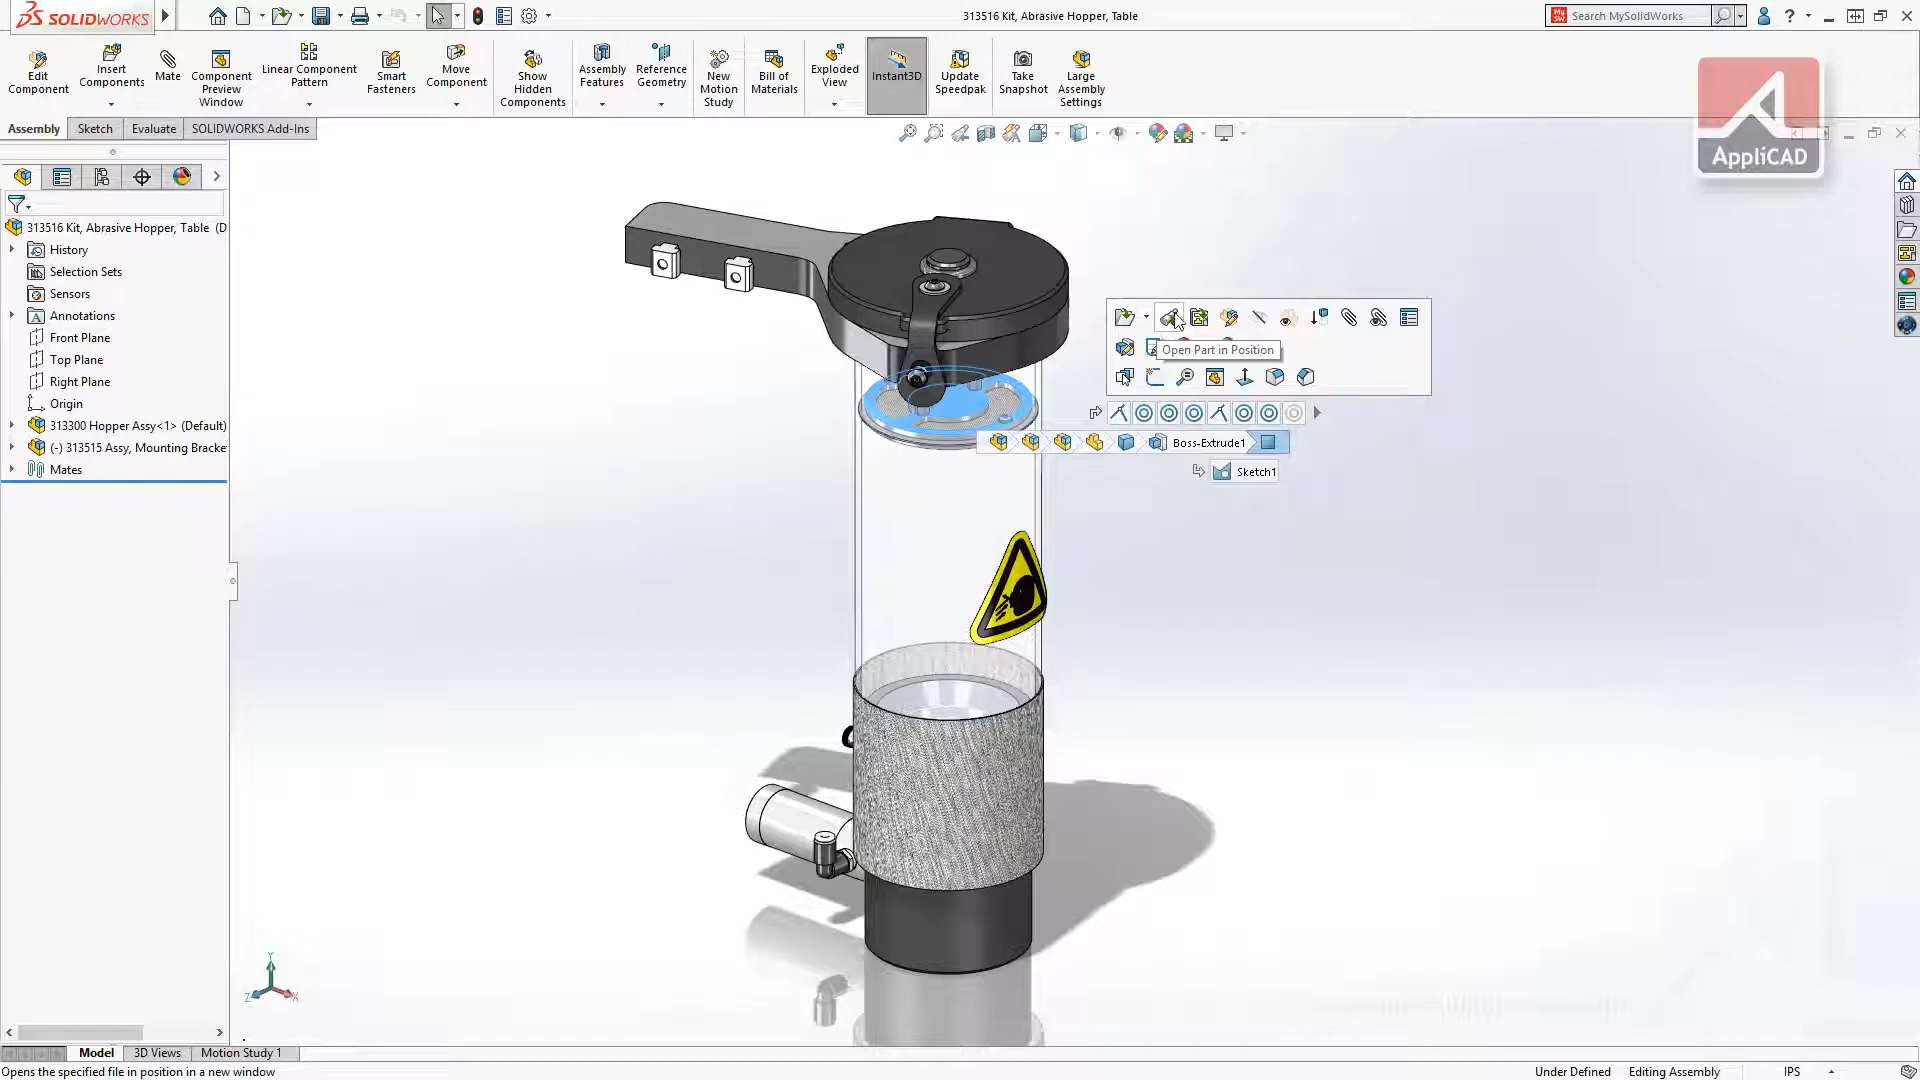 SOLIDWORKS
313516 Kit, Abrasive Hopper, Table
Search MySolidWorks
Edit Component
Insert Components
Mate
Component Preview Window
Linear Component Pattern
Smart Fasteners
Move Component
Show Hidden Components
Assembly Features
Reference Geometry
New Motion Study
Bill of Materials
Exploded View
Instant3D
Update Speedpak
Take Snapshot
Large Assembly Settings
AppliCAD
Assembly
Sketch
Evaluate
SOLIDWORKS Add-Ins
313516 Kit, Abrasive Hopper, Table (D
History
Selection Sets
Sensors
Annotations
Front Plane
Top Plane
Right Plane
Origin
313300 Hopper Assy<1> (Default)
(-) 313515 Assy, Mounting Bracke
Mates
Open Part in Position
Boss-Extrude1
Sketch1
Y
Z
X
Model
3D Views
Motion Study 1
Opens the specified file in position in a new window
Under Defined
Editing Assembly
IPS